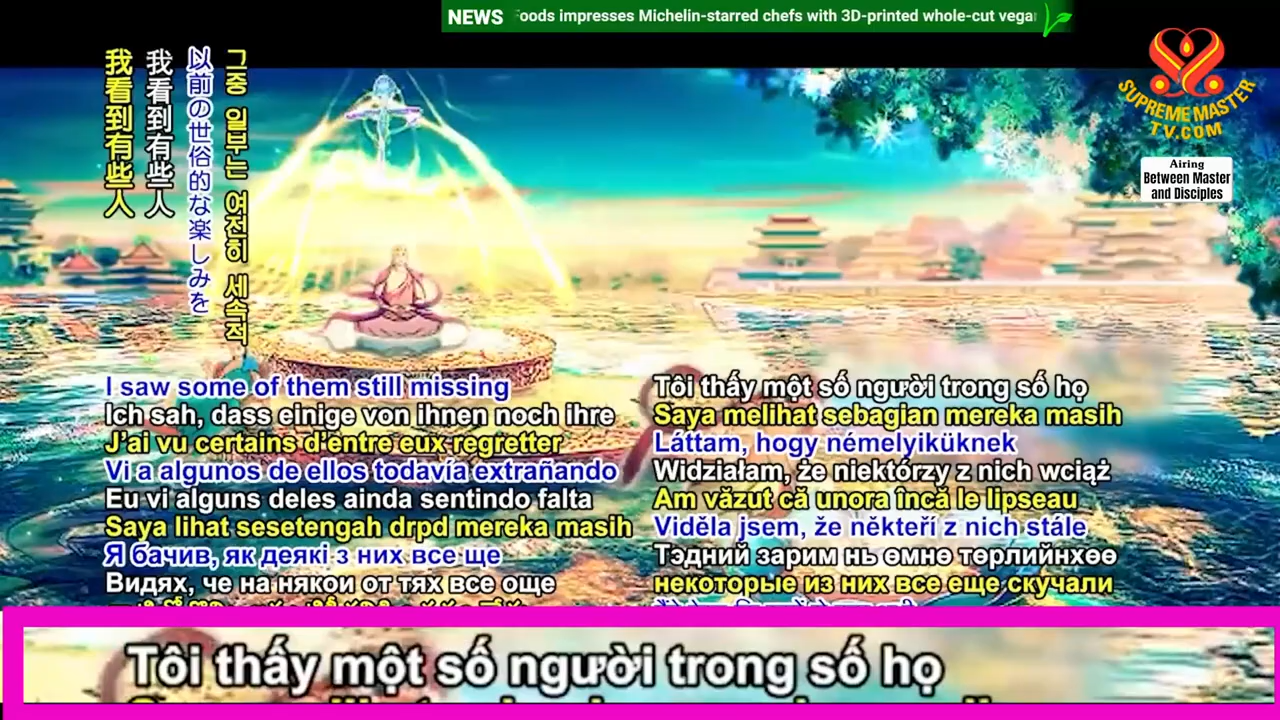 NEWS oods impresses Michelin-starred chefs with 3D-printed whole-cut vega
SUPREME MASTER
TV.COM
Airing
Between Master
and Disciples
그중 일부는 여전히 세속적
以前の世俗的な楽しみを
我看到有些人
我看到有些人
I saw some of them still missing
Ich sah, dass einige von ihnen noch ihre
J'ai vu certains d'entre eux regretter
Vi a algunos de ellos todavía extrañando
Eu vi alguns deles ainda sentindo falta
Saya lihat sesetengah drpd mereka masih
Я бачив, як деякі з них все ще
Видях, че на някои от тях все още
Tôi thấy một số người trong số họ
Saya melihat sebagian mereka masih
Láttam, hogy némelyiküknek
Widziałam, że niektórzy z nich wciąż
Am văzut că unora încă le lipseau
Viděla jsem, že někteří z nich stále
Тэдний зарим нь өмнө төрлийнхөө
некоторые из них все еще скучали
Tôi thấy một số người trong số họ